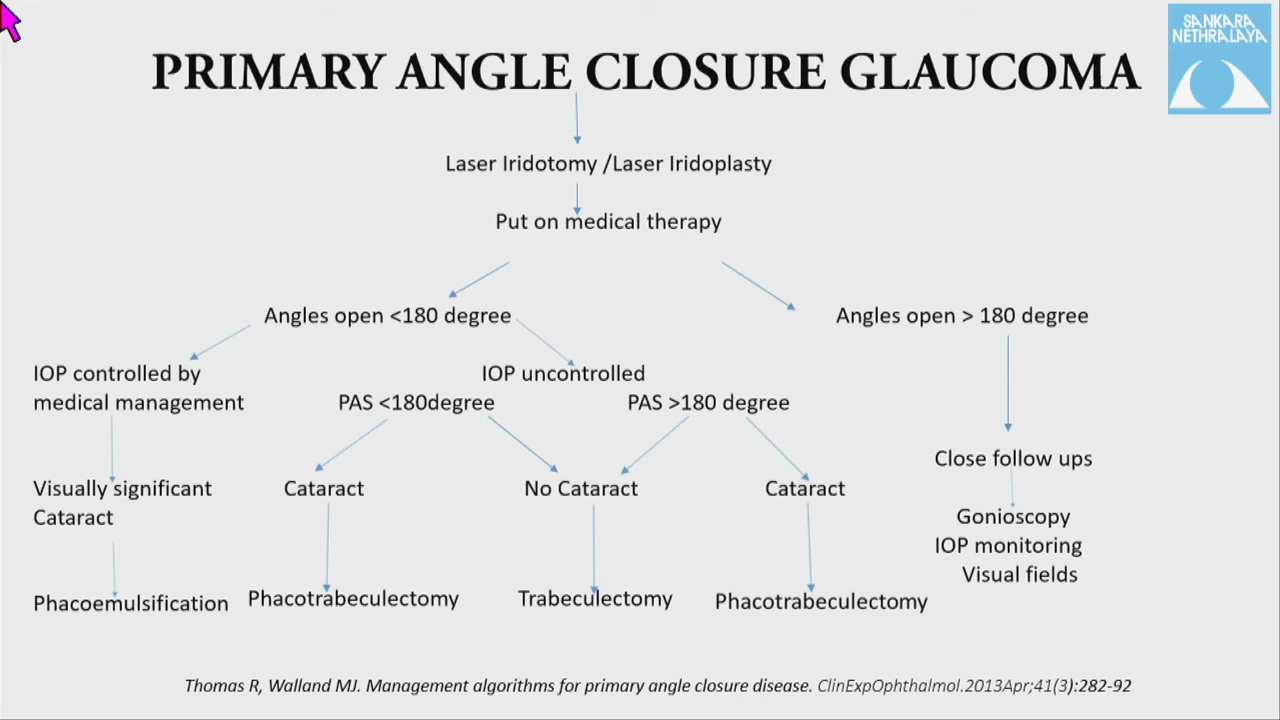 SANKARA
NETHRALAYA
PRIMARY ANGLE CLOSURE GLAUCOMA
Laser Iridotomy /Laser Iridoplasty
Put on medical therapy
Angles open <180 degree
Angles open > 180 degree
IOP controlled by
medical management
IOP uncontrolled
PAS <180degree
PAS >180 degree
Close follow ups
Visually significant
Cataract
Cataract
No Cataract
Cataract
Gonioscopy
IOP monitoring
Visual fields
Phacoemulsification
Phacotrabeculectomy
Trabeculectomy
Phacotrabeculectomy
Thomas R, Walland MJ. Management algorithms for primary angle closure disease. ClinExpOphthalmol.2013Apr;41(3):282-92